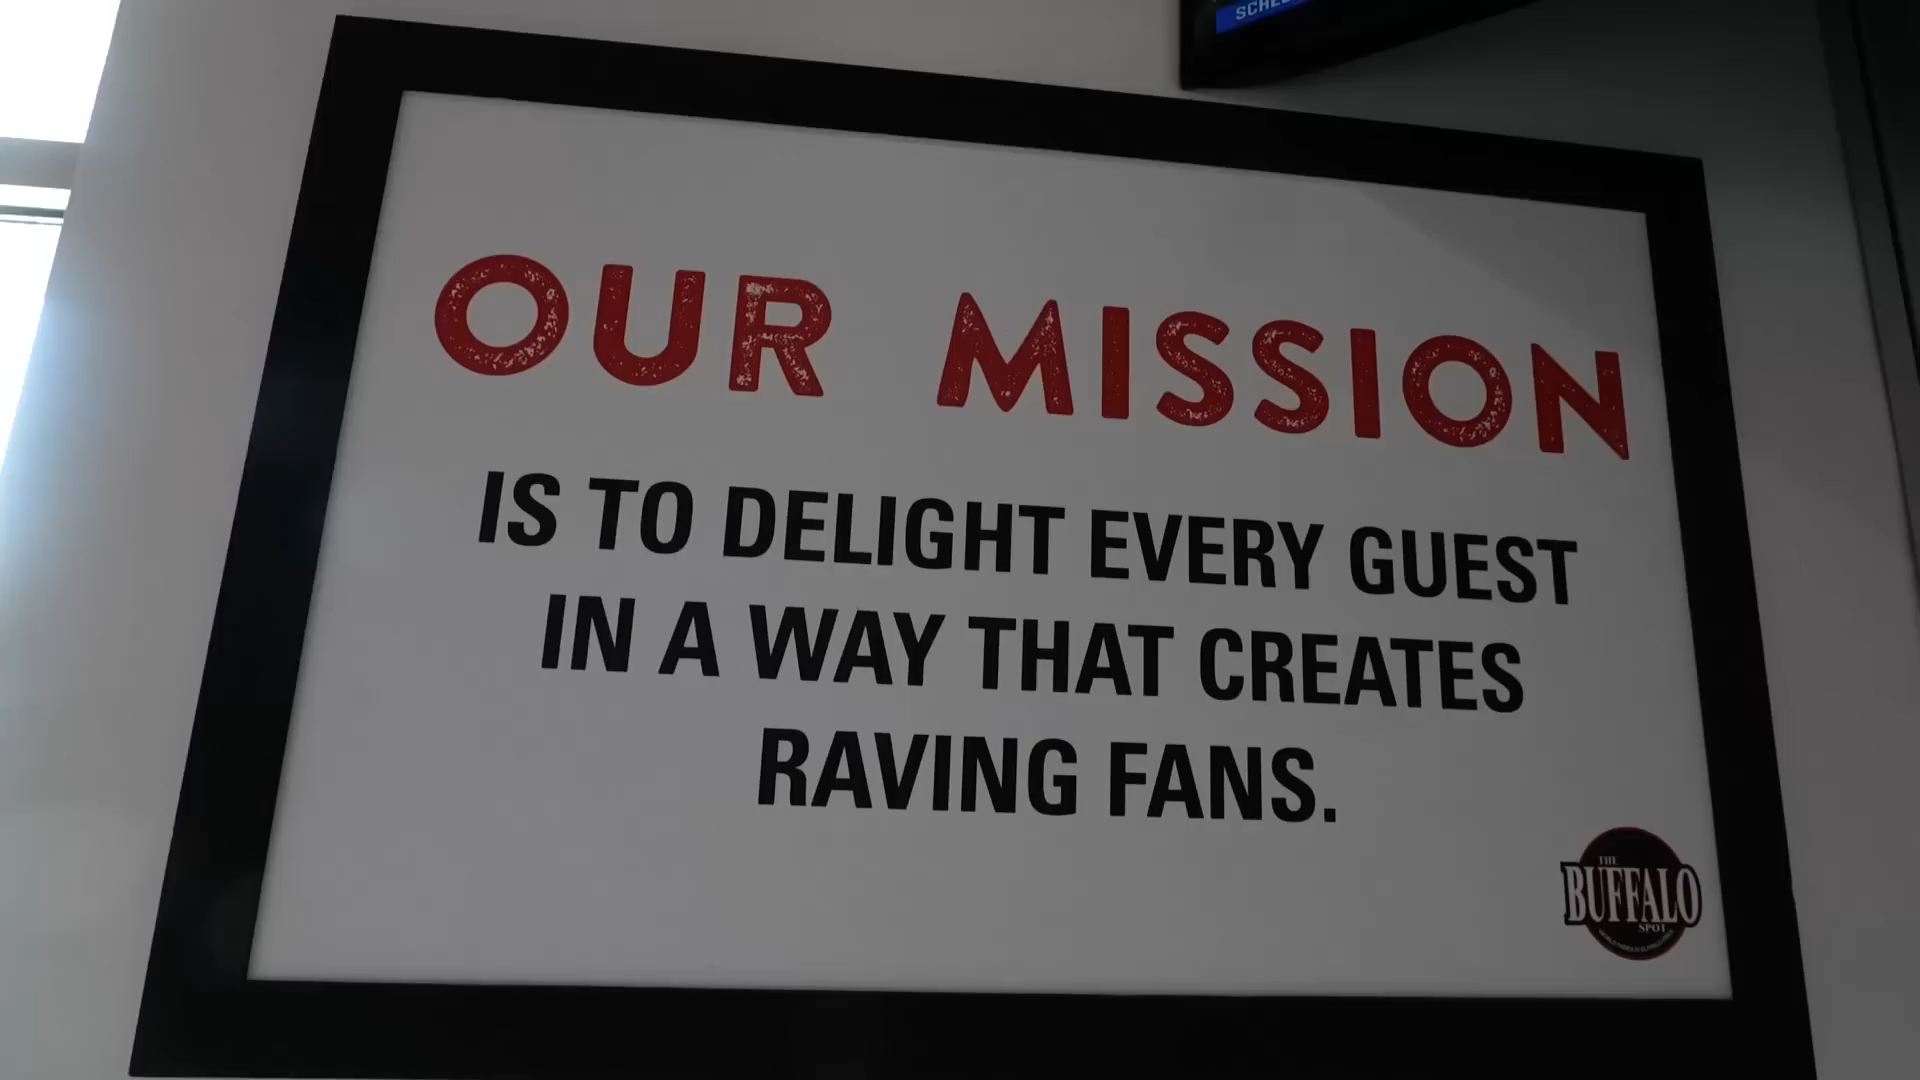 OUR MISSION
IS TO DELIGHT EVERY GUEST
IN A WAY THAT CREATES
RAVING FANS.
THE
BUFFALO
SPOT